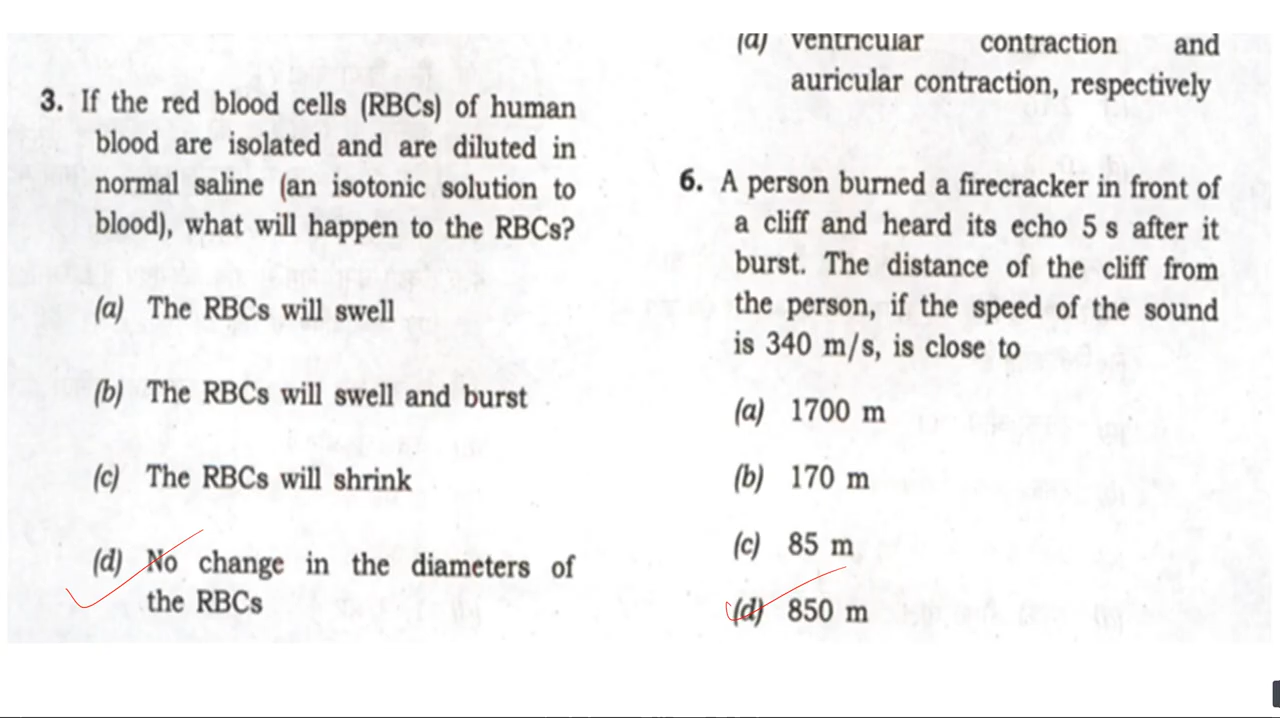 3. If the red blood cells (RBCs) of human
blood are isolated and are diluted in
normal saline (an isotonic solution to
blood), what will happen to the RBCs?
(a) The RBCs will swell
(b) The RBCs will swell and burst
(c) The RBCs will shrink
(d) No change in the diameters of
the RBCs
(d) ventricular contraction and
auricular contraction, respectively
6. A person burned a firecracker in front of
a cliff and heard its echo 5 s after it
burst. The distance of the cliff from
the person, if the speed of the sound
is 340 m/s, is close to
(a) 1700 m
(b) 170 m
(c) 85 m
(d) 850 m